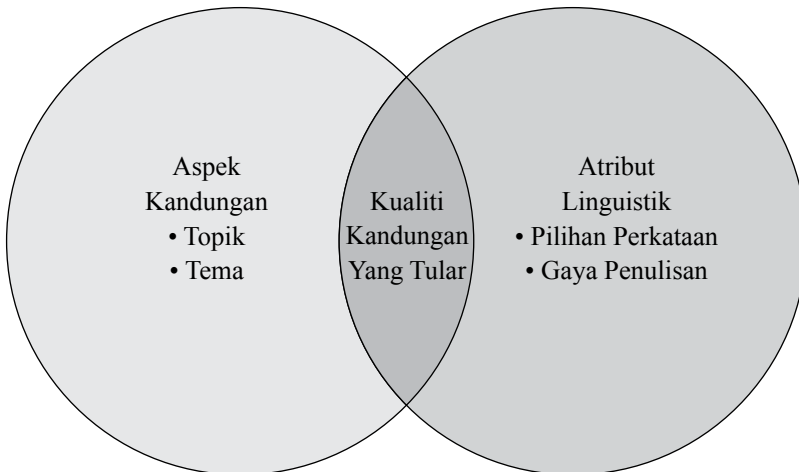 Aspek
Kandungan
• Topik
• Tema
Kualiti
Kandungan
Yang Tular
Atribut
Linguistik
• Pilihan Perkataan
• Gaya Penulisan